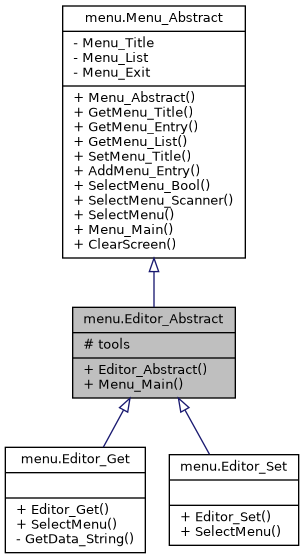 menu.Menu_Abstract
- Menu_Title
- Menu_List
- Menu_Exit
+ Menu_Abstract()
+ GetMenu_Title()
+ GetMenu_Entry()
+ GetMenu_List()
+ SetMenu_Title()
+ AddMenu_Entry()
+ SelectMenu_Bool()
+ SelectMenu_Scanner()
+ SelectMenu()
+ Menu_Main()
+ ClearScreen()
menu.Editor_Abstract
# tools
+ Editor_Abstract()
+ Menu_Main()
menu.Editor_Get
+ Editor_Get()
+ SelectMenu()
- GetData_String()
menu.Editor_Set
+ Editor_Set()
+ SelectMenu()